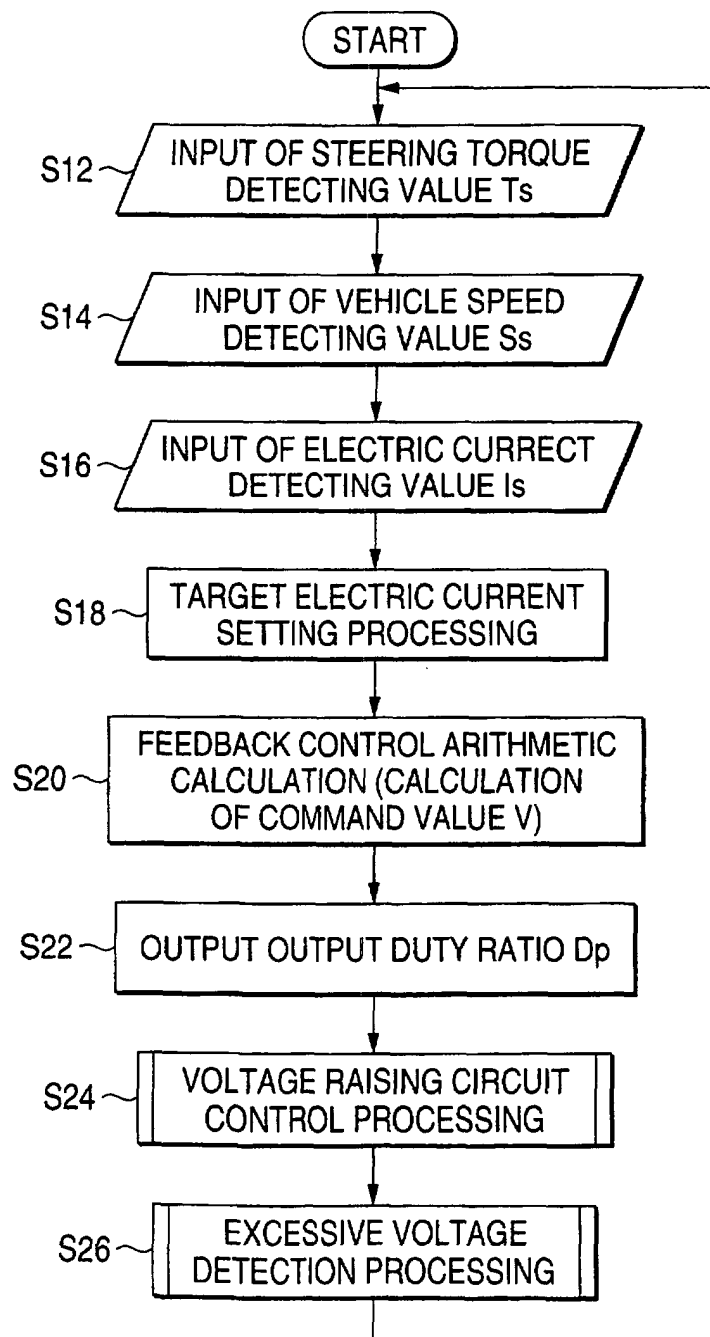 START
S12
INPUT OF STEERING TORQUE
DETECTING VALUE Ts
S14
INPUT OF VEHICLE SPEED
DETECTING VALUE Ss
S16
INPUT OF ELECTRIC CURRECT
DETECTING VALUE Is
S18
TARGET ELECTRIC CURRENT
SETTING PROCESSING
S20
FEEDBACK CONTROL ARITHMETIC
CALCULATION (CALCULATION
OF COMMAND VALUE V)
S22
OUTPUT OUTPUT DUTY RATIO Dp
S24
VOLTAGE RAISING CIRCUIT
CONTROL PROCESSING
S26
EXCESSIVE VOLTAGE
DETECTION PROCESSING